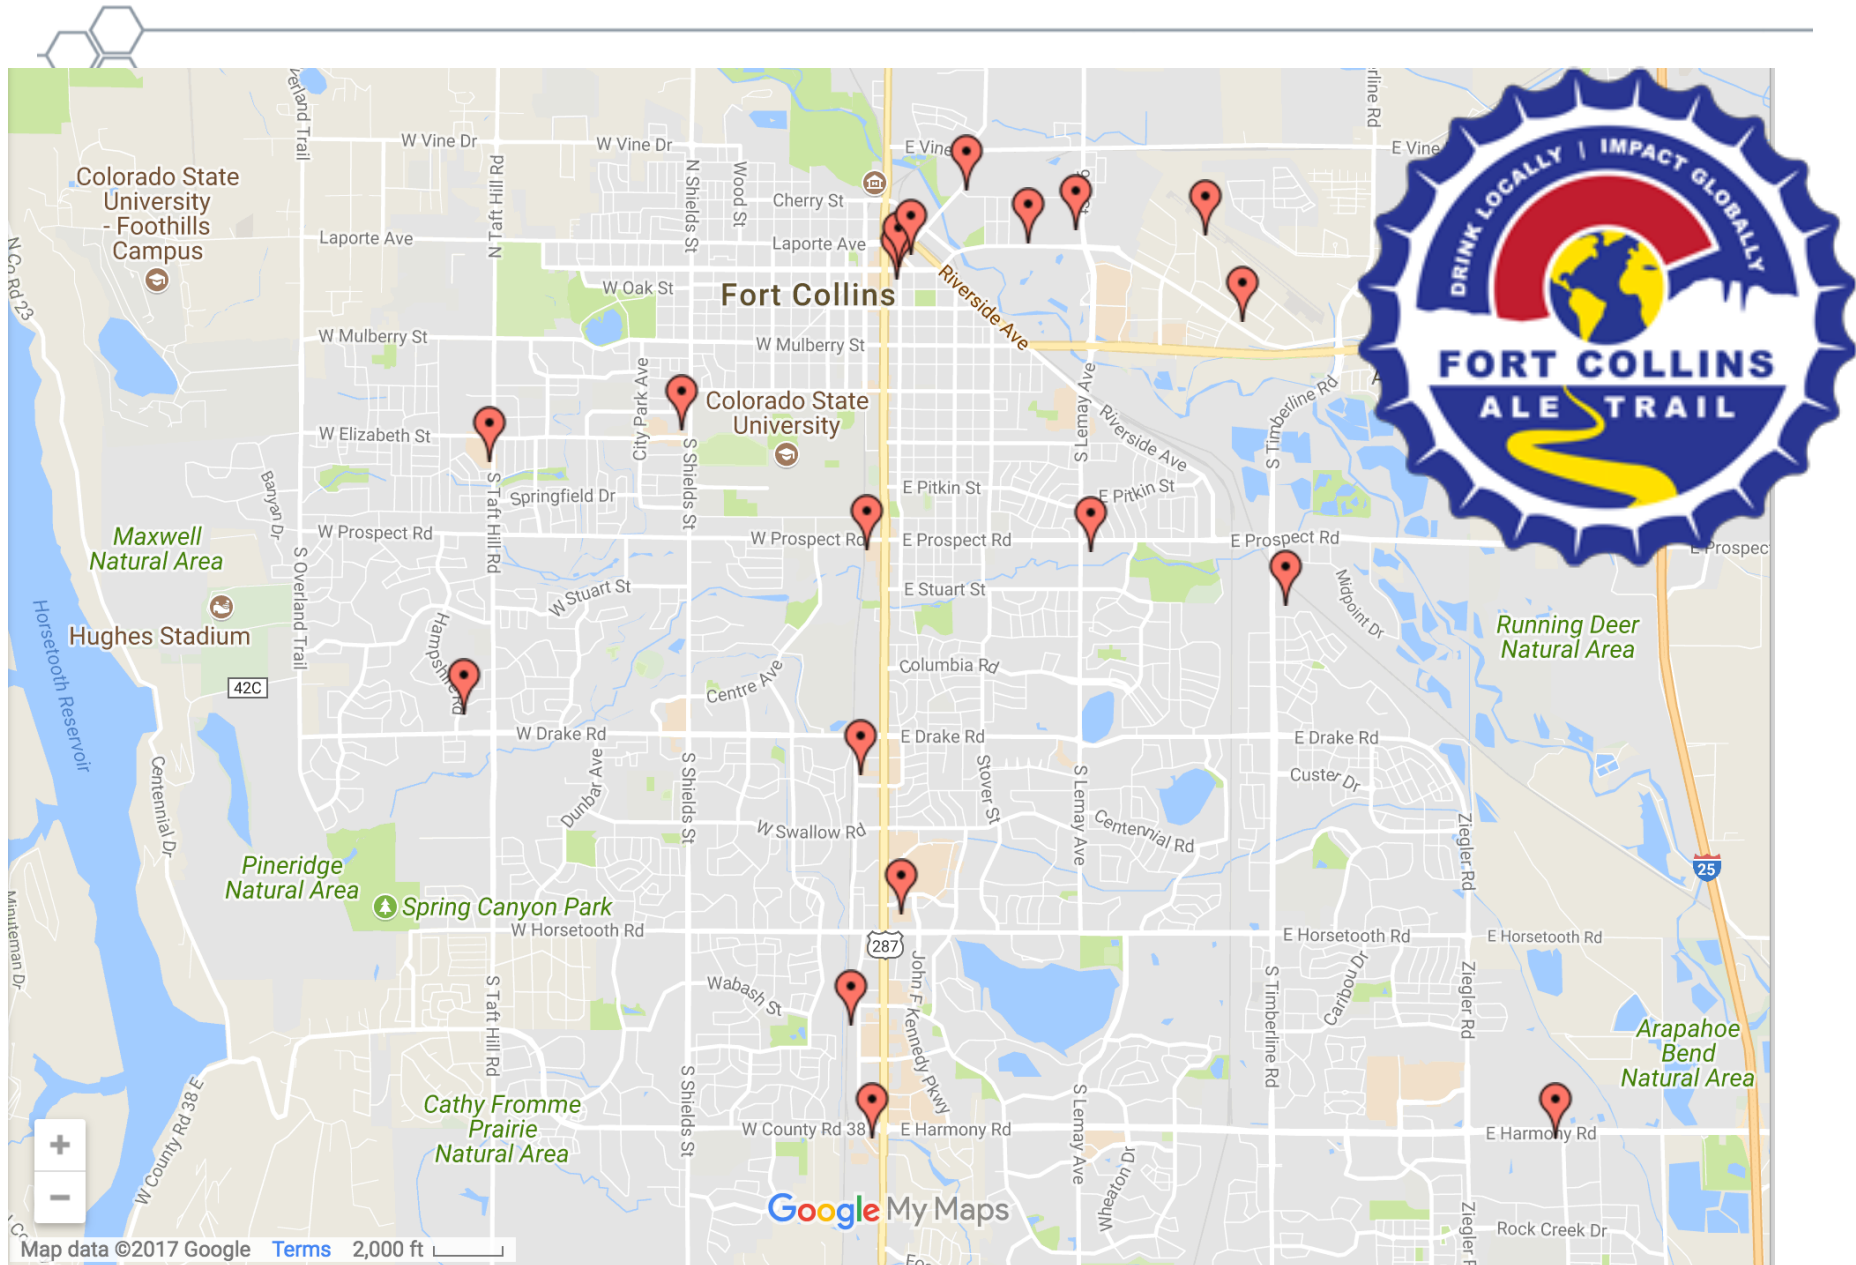 W Vine Dr
W Vine Dr
E Vine
E Vine
Colorado State
University
- Foothills
Campus
N Taft Hill Rd
N Shields St
Wood St
Cherry St
Laporte Ave
Laporte Ave
N Co Rd 23
W Oak St
Fort Collins
Riverside Ave
W Mulberry St
W Mulberry St
DRINK LOCALLY | IMPACT GLOBALLY
FORT COLLINS
ALE TRAIL
City Park Ave
Colorado State
University
S Lemay Ave
Riverside Ave
S Timberline Rd
W Elizabeth St
Banyan Dr
S Taft Hill Rd
Springfield Dr
S Shields St
E Pitkin St
E Pitkin St
Maxwell
Natural Area
W Prospect Rd
W Prospect Rd
E Prospect Rd
E Prospect Rd
E Prospect
S Overland Trail
W Stuart St
E Stuart St
Midpoint Dr
Horsetooth Reservoir
Hughes Stadium
Hampshire Rd
Running Deer
Natural Area
42C
Centre Ave
Columbia Rd
W Drake Rd
E Drake Rd
E Drake Rd
Centennial Dr
Dunbar Ave
S Shields St
Stover St
S Lemay Ave
Custer Dr
W Swallow Rd
Centennial Rd
Ziegler Rd
Pineridge
Natural Area
25
Minuteman Dr
Spring Canyon Park
W Horsetooth Rd
287
E Horsetooth Rd
E Horsetooth Rd
S Taft Hill Rd
Wabash St
John F Kennedy Pkwy
S Timberline Rd
Caribou Dr
Ziegler Rd
Arapahoe
Bend
Natural Area
W County Rd 38 E
Cathy Fromme
Prairie
Natural Area
S Shields St
W County Rd 38
E Harmony Rd
S Lemay Ave
E Harmony Rd
Wheaton Dr
Google My Maps
Ziegler R
Rock Creek Dr
Map data ©2017 Google Terms 2,000 ft